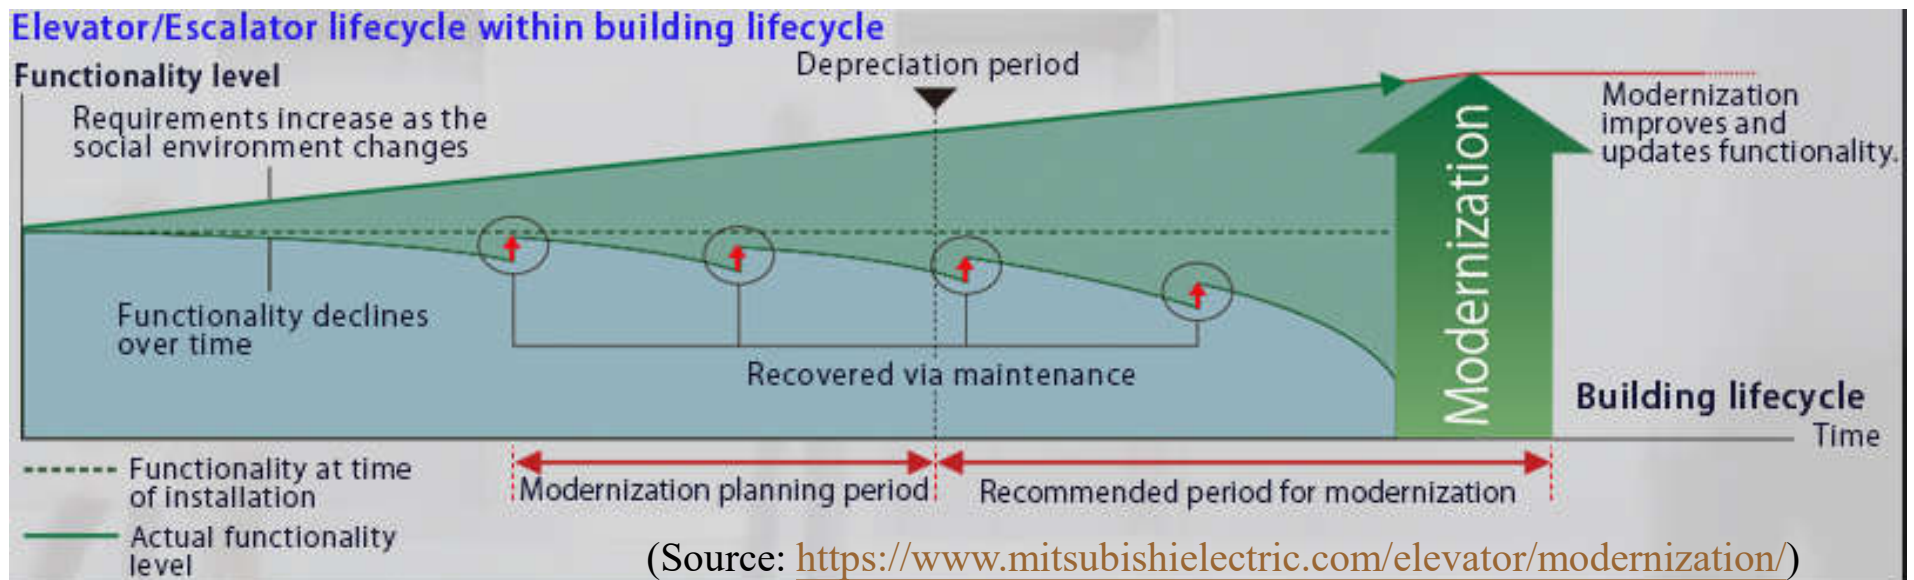 Elevator/Escalator lifecycle within building lifecycle
Functionality level
Depreciation period
Requirements increase as the
social environment changes
Modernization
improves and
updates functionality.
Modernization
Functionality declines
over time
Recovered via maintenance
Building lifecycle
Time
Functionality at time
of installation
Modernization planning period
Recommended period for modernization
Actual functionality
level
(Source: https://www.mitsubishielectric.com/elevator/modernization/)